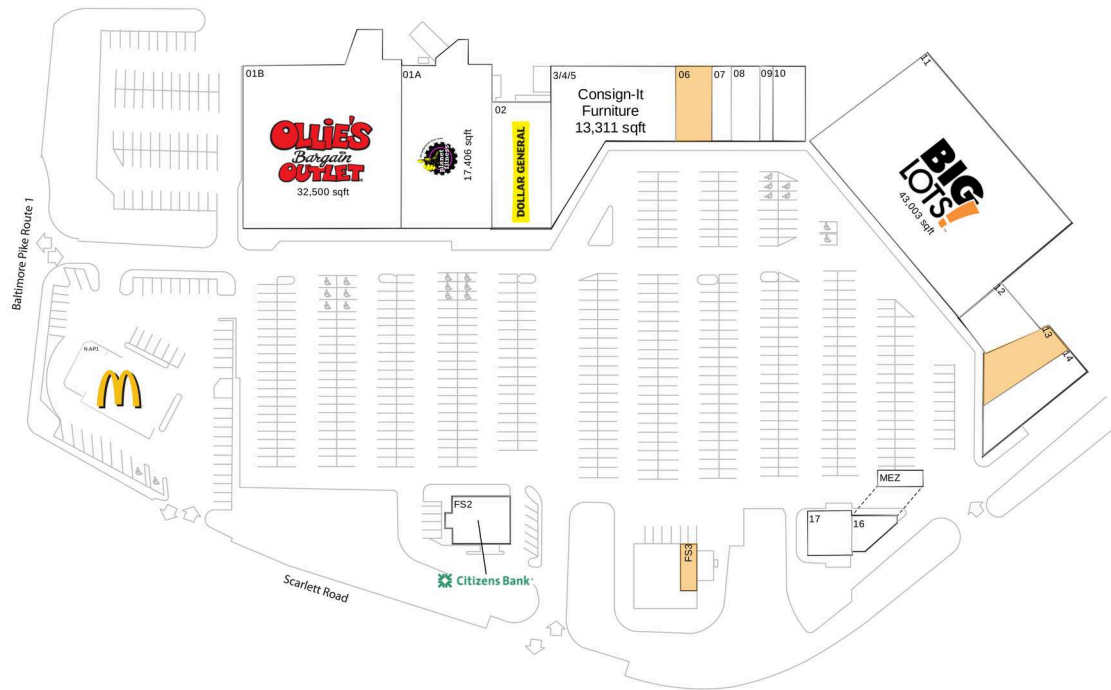 01B
OLLIE'S
Bargain
OUTLET
32,500 sqft
01A
planet fitness
17,406 sqft
02
DOLLAR GENERAL
3/4/5
Consign-It
Furniture
13,311 sqft
06
07
08
09
10
11
BIG
LOTS!
43,003 sqft
12
13
14
Baltimore Pike Route 1
NAP1
MEZ
FS2
17
16
FS3
Citizens Bank
Scarlett Road